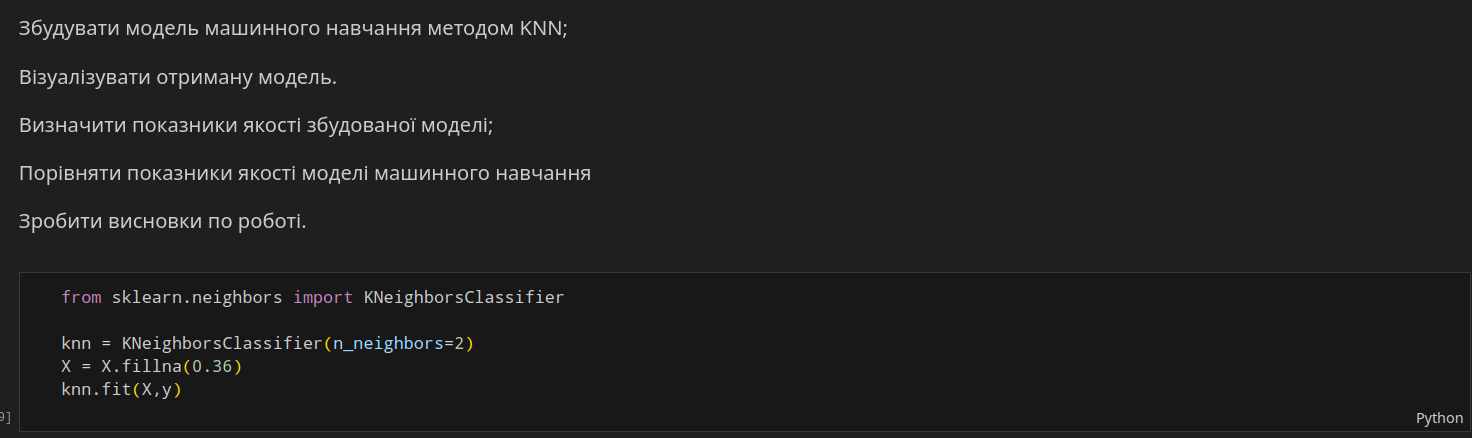 Збудувати модель машинного навчання методом KNN;
Візуалізувати отриману модель.
Визначити показники якості збудованої моделі;
Порівняти показники якості моделі машинного навчання
Зробити висновки по роботі.
from sklearn.neighbors import KNeighborsClassifier
knn = KNeighborsClassifier(n_neighbors=2)
X = X.fillna(0.36)
knn.fit(X,y)
9]
Python